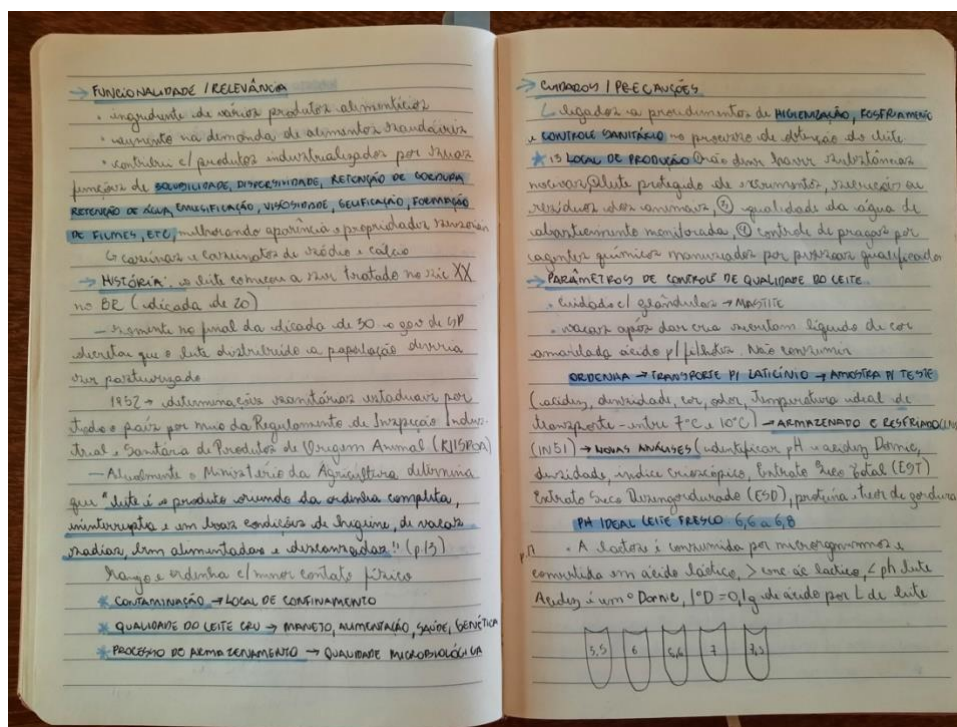 → FUNCIONALIDADE / RELEVÂNCIA
• ingrediente de vários produtos alimentícios
• aumento na demanda de alimentos saudáveis
• contribui c/ produtos industrializados por suas
funções de SOLUBILIDADE, DISPERSIVIDADE, RETENÇÃO DE GORDURA
RETENÇÃO DE ÁGUA, EMULSIFICAÇÃO, VISCOSIDADE, GELIFICAÇÃO, FORMAÇÃO
DE FILMES, ETC, melhorando aparência e propriedades sensoriais
↳ caseínas e caseinatos de sódio e cálcio
→ HISTÓRIA: o leite começou a ser tratado no séc XX
no BR (década de 20)
— somente no final da década de 30 o gov de SP
decretou que o leite distribuído a população deveria
ser pasteurizado
1952 → determinações sanitárias estaduais por
todo o país por meio do Regulamento de Inspeção Indus-
trial e Sanitária de Produtos de Origem Animal (RIISPOA)
— Atualmente o Ministério da Agricultura determina
que "leite é o produto oriundo da ordenha completa,
ininterrupta e em boas condições de higiene, de vacas
sadias, bem alimentadas e descansadas" (p.13)
e ordenha c/ menor contato físico
* CONTAMINAÇÃO → LOCAL DE CONFINAMENTO
* QUALIDADE DO LEITE CRU → MANEJO, ALIMENTAÇÃO, SAÚDE, GENÉTICA
* PROCESSO DE ARMAZENAMENTO → QUALIDADE MICROBIOLÓGICA
→ CUIDADOS / PRECAUÇÕES
↳ ligados a procedimentos de HIGIENIZAÇÃO, RESFRIAMENTO
e CONTROLE SANITÁRIO no processo de obtenção do leite
* LOCAL DE PRODUÇÃO ① não deve haver substâncias
nocivas, ② leite protegido de excrementos, secreções ou
resíduos dos animais, ③ qualidade da água de
abastecimento monitorada, ④ controle de pragas por
agentes químicos manuseados por pessoas qualificadas
→ PARÂMETROS DE CONTROLE DE QUALIDADE DO LEITE
• Cuidado c/ glândulas → MASTITE
• vacas após dar cria secretam líquido de cor
amarelada ácido p/ filhotes. Não consumir
ORDENHA → TRANSPORTE P/ LATICÍNIO → AMOSTRA P/ TESTE
(acidez, densidade, cor, odor, temperatura ideal de
transporte - entre 7°C e 10°C) → ARMAZENADO E RESFRIADO
(IN51) → NOVAS ANÁLISES (identificar pH e acidez Dornic,
densidade, índice crioscópico, Extrato Seco Total (EST)
Extrato Seco Desengordurado (ESD), proteína e teor de gordura
PH IDEAL LEITE FRESCO 6,6 a 6,8
p.17 • A lactose é consumida por microrganismos e
convertida em ácido láctico, > conc ác láctico, < ph leite
Acidez é um ° Dornic, 1°D = 0,1g de ácido por L de leite
5,5 6 6,6 7 7,5